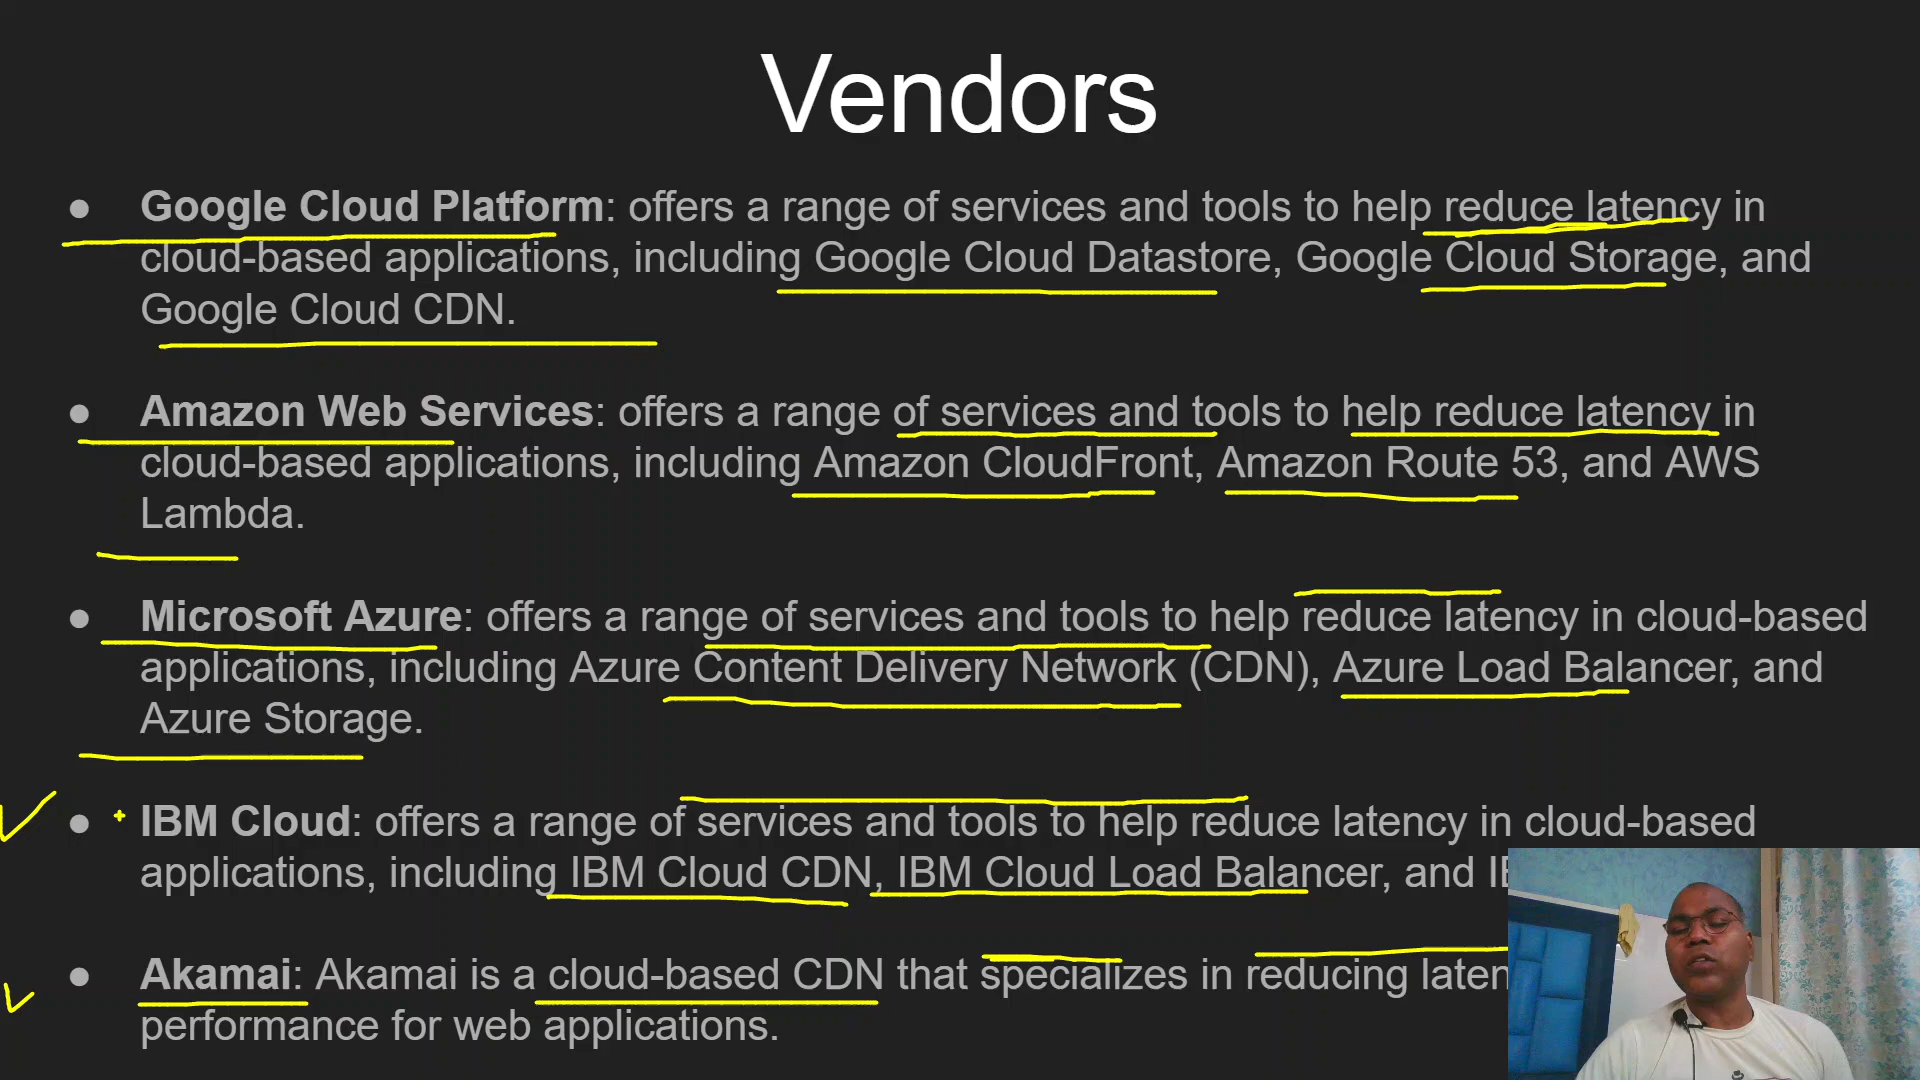 Vendors
● Google Cloud Platform: offers a range of services and tools to help reduce latency in
cloud-based applications, including Google Cloud Datastore, Google Cloud Storage, and
Google Cloud CDN.
● Amazon Web Services: offers a range of services and tools to help reduce latency in
cloud-based applications, including Amazon CloudFront, Amazon Route 53, and AWS
Lambda.
● Microsoft Azure: offers a range of services and tools to help reduce latency in cloud-based
applications, including Azure Content Delivery Network (CDN), Azure Load Balancer, and
Azure Storage.
● IBM Cloud: offers a range of services and tools to help reduce latency in cloud-based
applications, including IBM Cloud CDN, IBM Cloud Load Balancer, and
● Akamai: Akamai is a cloud-based CDN that specializes in reducing
performance for web applications.